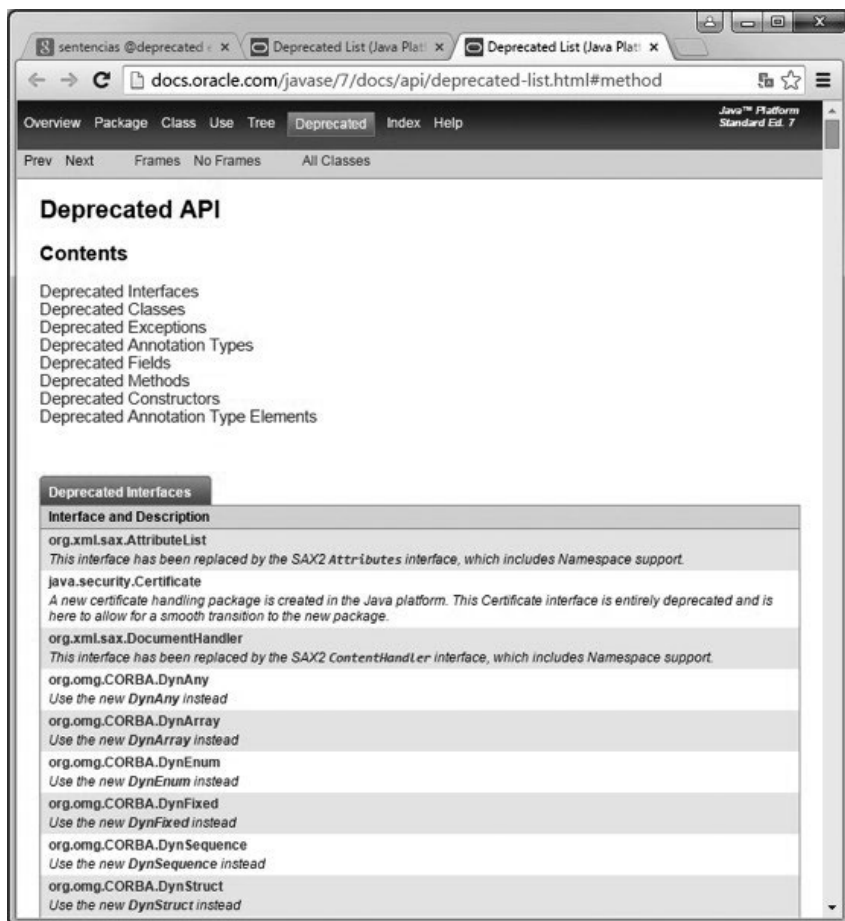 sentencias @deprecated e
Deprecated List (Java Plat
Deprecated List (Java Plat
docs.oracle.com/javase/7/docs/api/deprecated-list.html#method
Overview Package Class Use Tree Deprecated Index Help
Java™ Platform
Standard Ed. 7
Prev Next Frames No Frames All Classes
Deprecated API
Contents
Deprecated Interfaces
Deprecated Classes
Deprecated Exceptions
Deprecated Annotation Types
Deprecated Fields
Deprecated Methods
Deprecated Constructors
Deprecated Annotation Type Elements
Deprecated Interfaces
Interface and Description
org.xml.sax.AttributeList
This interface has been replaced by the SAX2 Attributes interface, which includes Namespace support.
java.security.Certificate
A new certificate handling package is created in the Java platform. This Certificate interface is entirely deprecated and is
here to allow for a smooth transition to the new package.
org.xml.sax.DocumentHandler
This interface has been replaced by the SAX2 ContentHandler interface, which includes Namespace support.
org.omg.CORBA.DynAny
Use the new DynAny instead
org.omg.CORBA.DynArray
Use the new DynArray instead
org.omg.CORBA.DynEnum
Use the new DynEnum instead
org.omg.CORBA.DynFixed
Use the new DynFixed instead
org.omg.CORBA.DynSequence
Use the new DynSequence instead
org.omg.CORBA.DynStruct
Use the new DynStruct instead